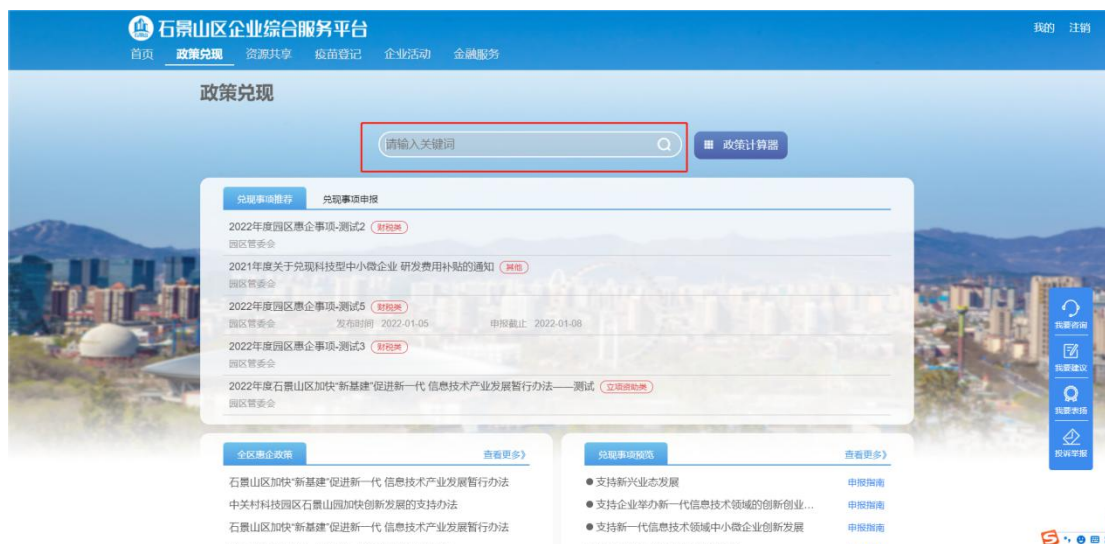 石景山区企业综合服务平台
我的 注销
首页 政策兑现 资源共享 疫苗登记 企业活动 金融服务
政策兑现
请输入关键词
政策计算器
兑现事项推荐 兑现事项申报
2022年度园区惠企事项-测试2 财税类
园区管委会
2021年度关于兑现科技型中小微企业 研发费用补贴的通知 其他
园区管委会
2022年度园区惠企事项-测试5 财税类
园区管委会 发布时间 2022-01-05 申报截止 2022-01-08
2022年度园区惠企事项-测试3 财税类
园区管委会
2022年度石景山区加快“新基建”促进新一代 信息技术产业发展暂行办法——测试 立项资助类
园区管委会
我要咨询
我要建议
我要表扬
投诉举报
全区惠企政策 查看更多》
石景山区加快“新基建”促进新一代 信息技术产业发展暂行办法
中关村科技园区石景山园加快创新发展的支持办法
石景山区加快“新基建”促进新一代 信息技术产业发展暂行办法
兑现事项预览 查看更多》
●支持新兴业态发展 申报指南
●支持企业举办新一代信息技术领域的创新创业... 申报指南
●支持新一代信息技术领域中小微企业创新发展 申报指南